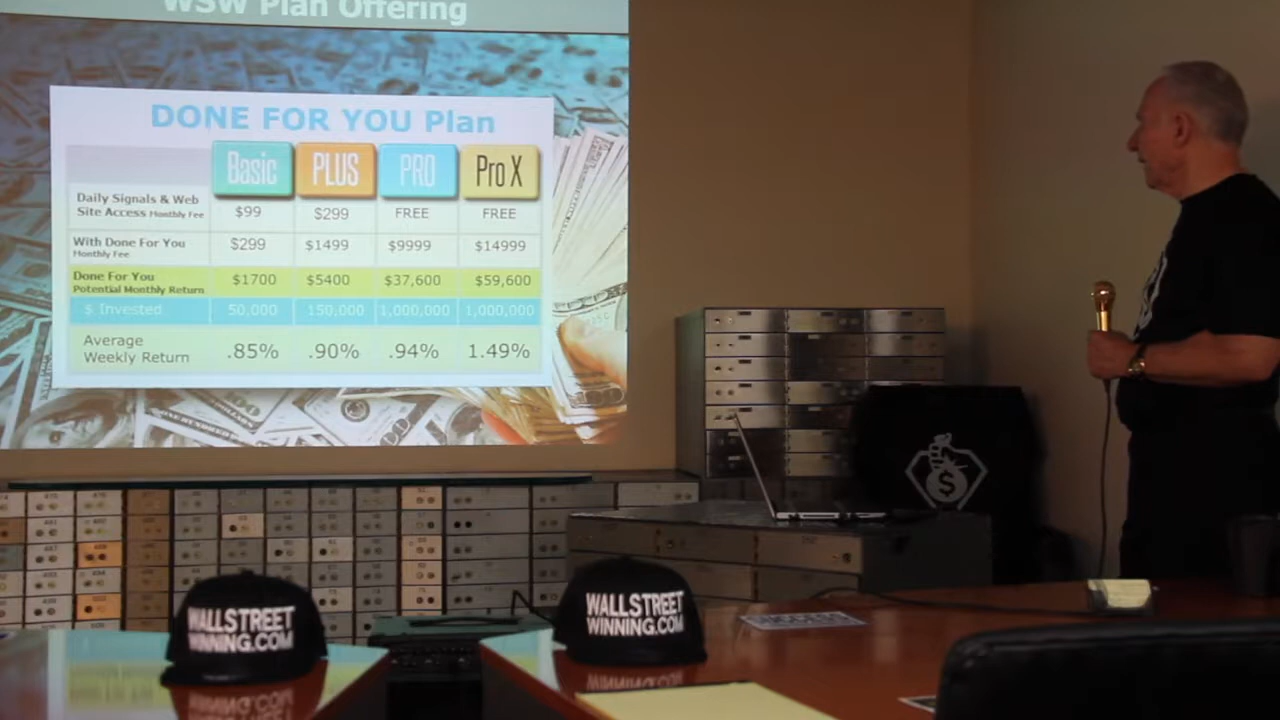 WSW Plan Offering
DONE FOR YOU Plan
Basic PLUS PRO Pro X
Daily Signals & Web
Site Access Monthly Fee $99 $299 FREE FREE
With Done For You
Monthly Fee $299 $1499 $9999 $14999
Done For You
Potential Monthly Return $1700 $5400 $37,600 $59,600
$ Invested 50,000 150,000 1,000,000 1,000,000
Average
Weekly Return .85% .90% .94% 1.49%
$
WALLSTREET
WINNING.COM
WALLSTREET
WINNING.COM